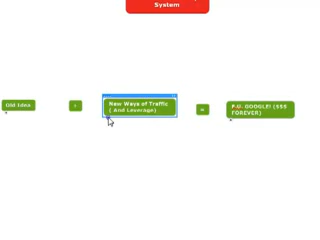 System
Old Idea
+
New Ways of Traffic
( And Leverage)
=
GOOGLE! ($$$
FOREVER)